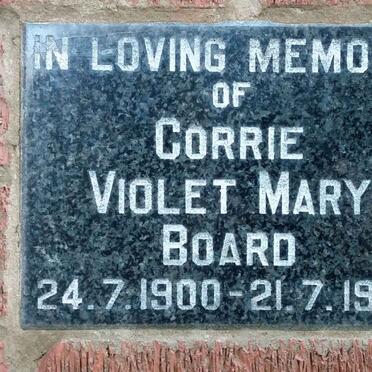 IN LOVING MEMO
OF
CORRIE
VIOLET MARY
BOARD
24.7.1900-21.7.19